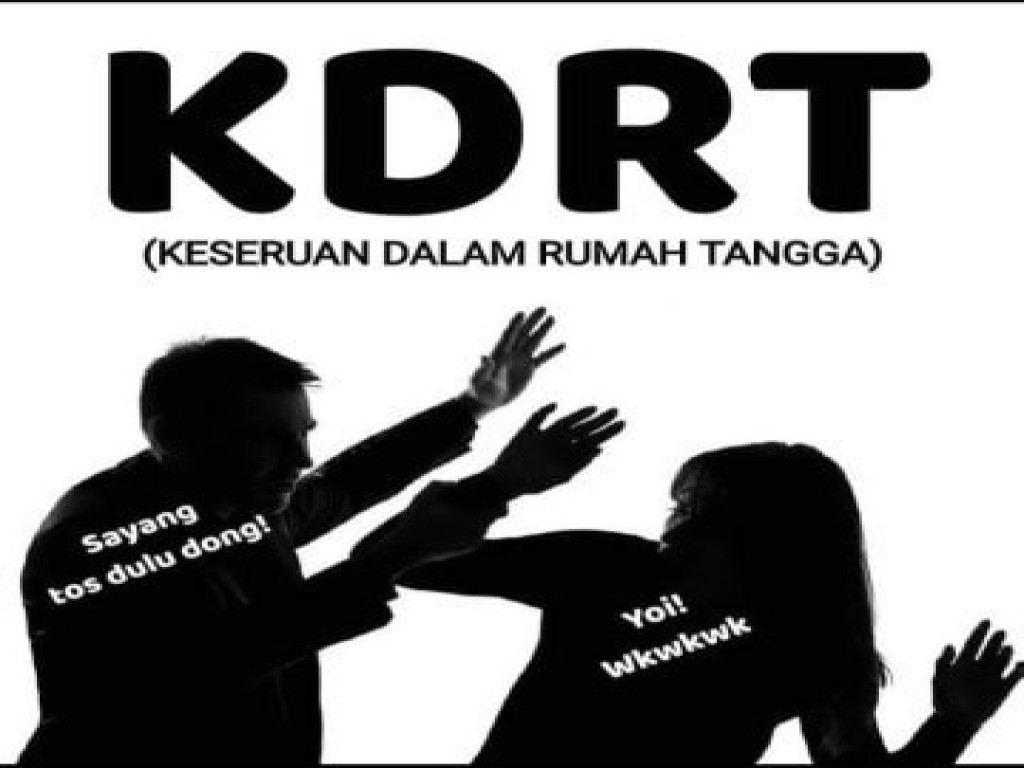 KDRT
(KESERUAN DALAM RUMAH TANGGA)
Sayang
tos dulu dong!
Yoi!
Wkwkwk